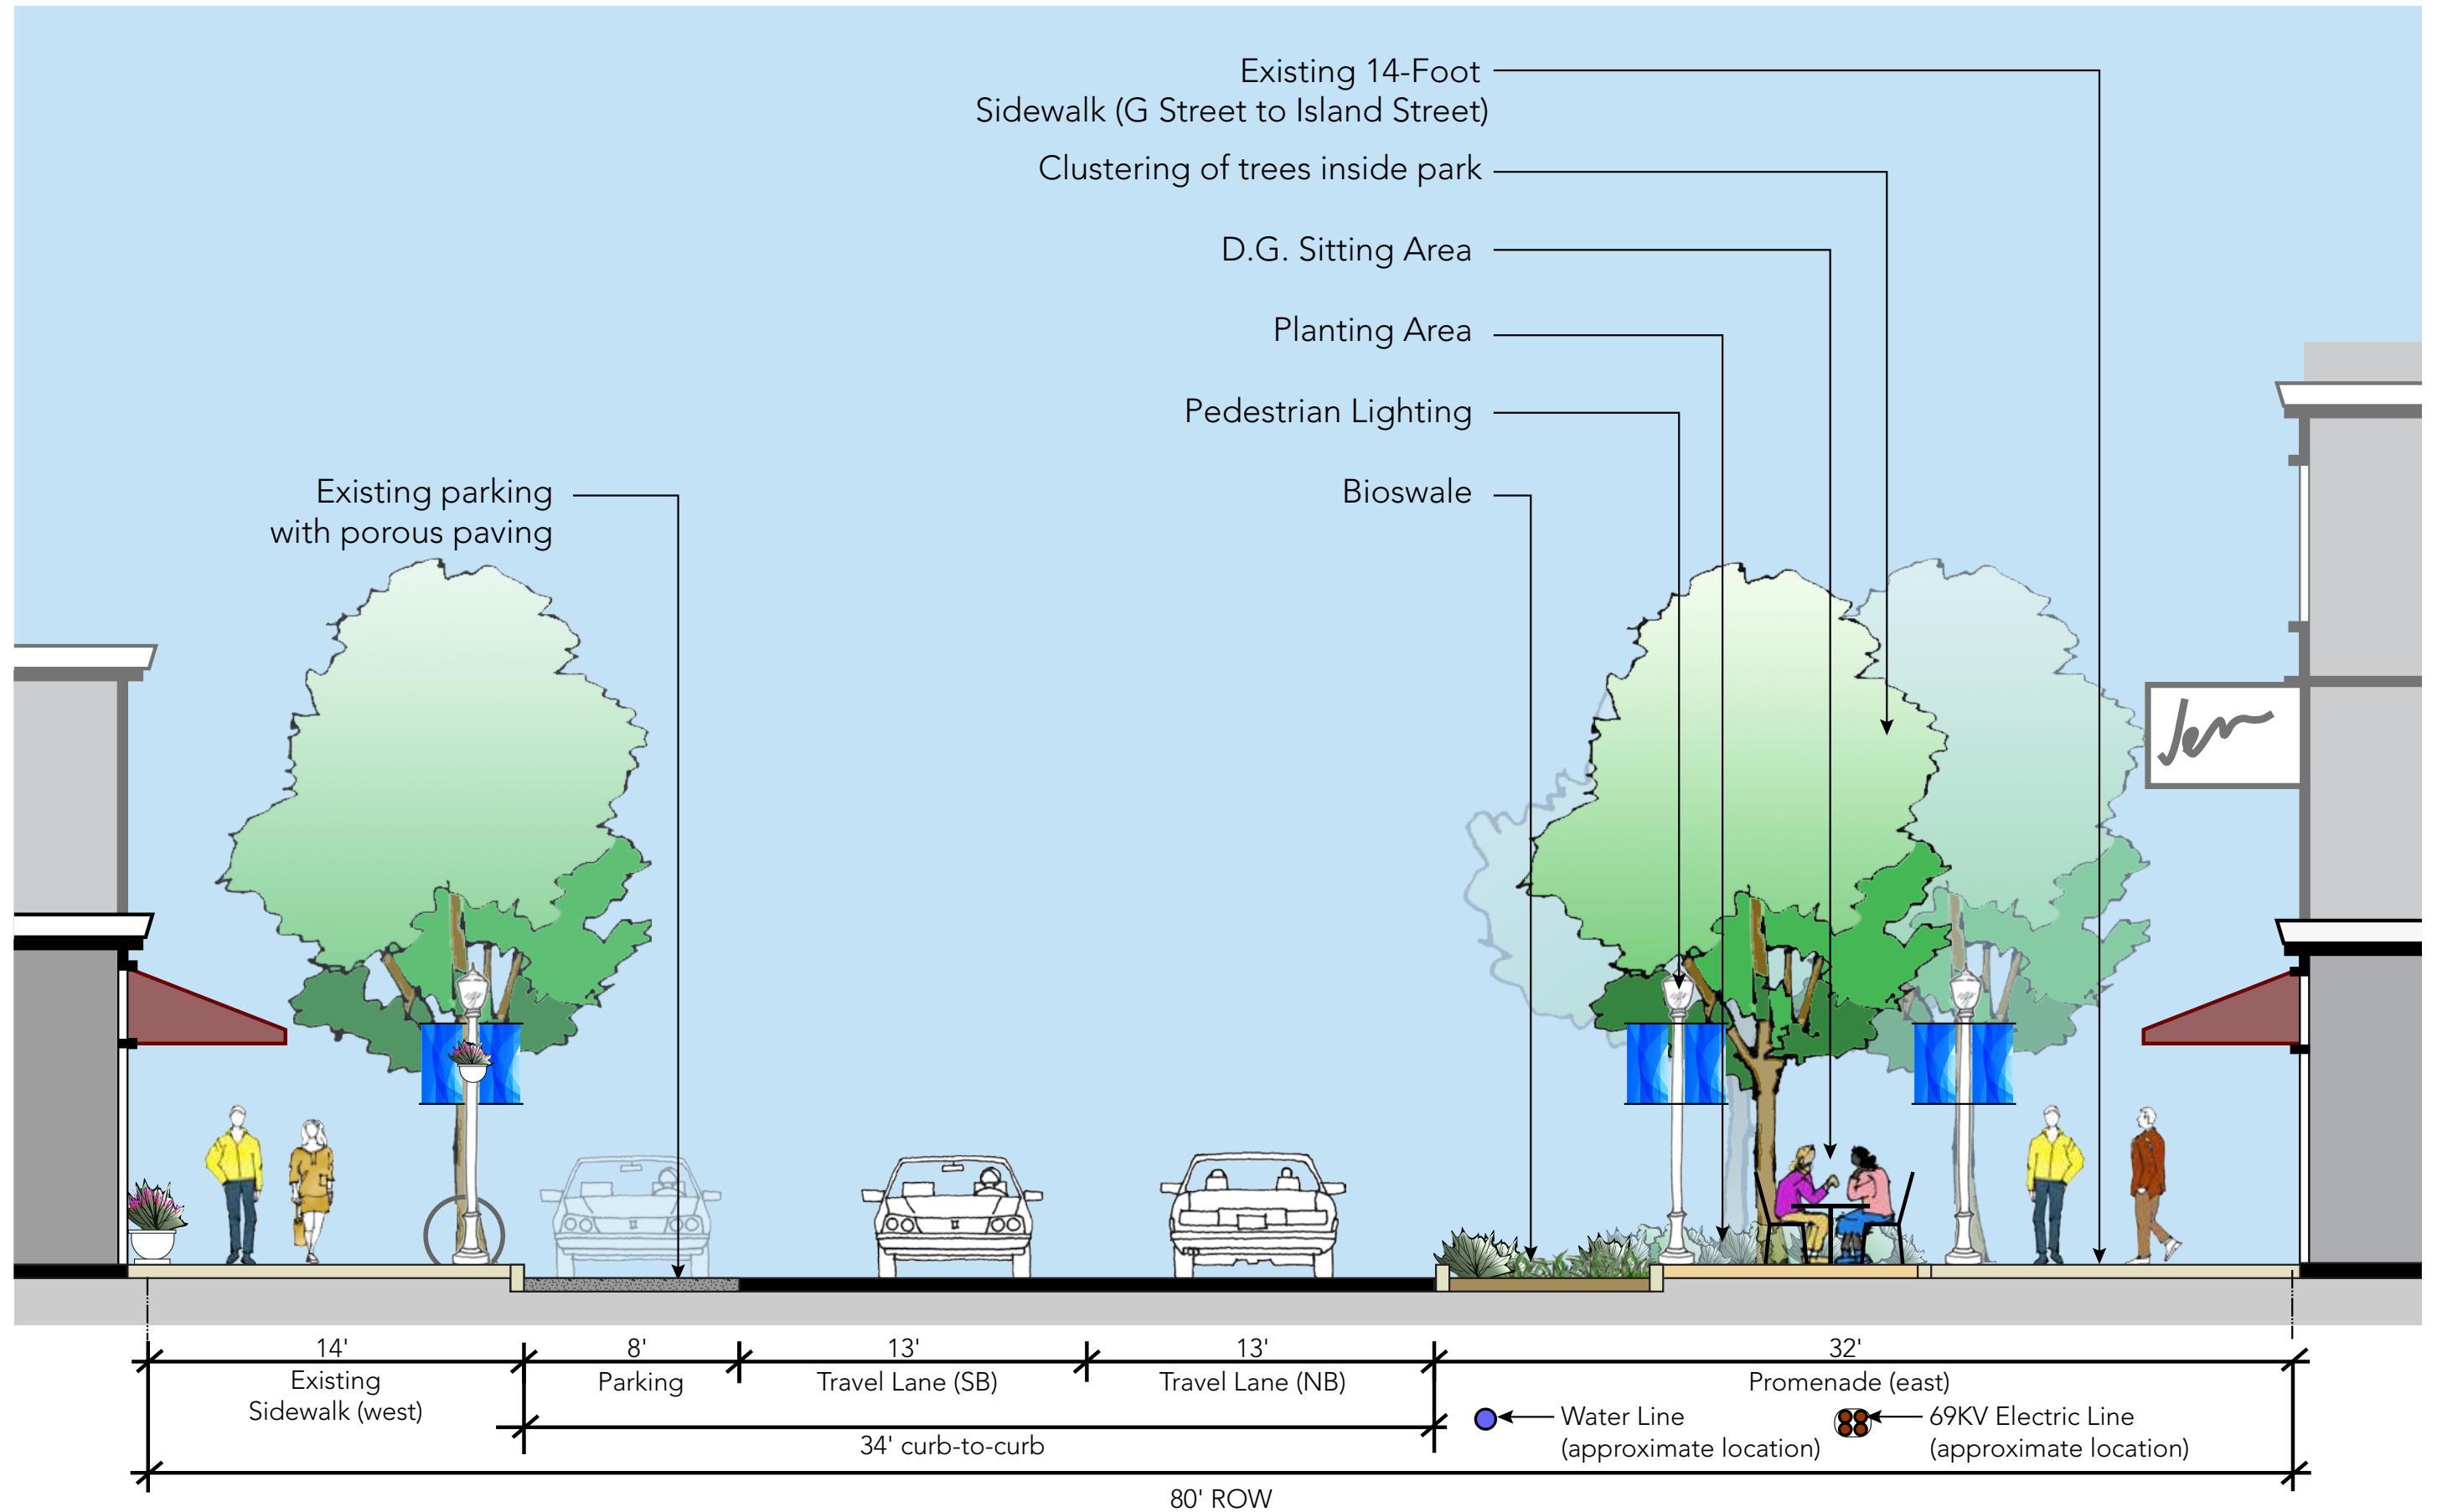 Existing 14-Foot
Sidewalk (G Street to Island Street)
Clustering of trees inside park
D.G. Sitting Area
Planting Area
Pedestrian Lighting
Existing parking
with porous paving
Bioswale
Jen
14'
8'
13'
13'
32'
Existing
Sidewalk (west)
Parking
Travel Lane (SB)
Travel Lane (NB)
Promenade (east)
Water Line
(approximate location)
69KV Electric Line
(approximate location)
34' curb-to-curb
80' ROW